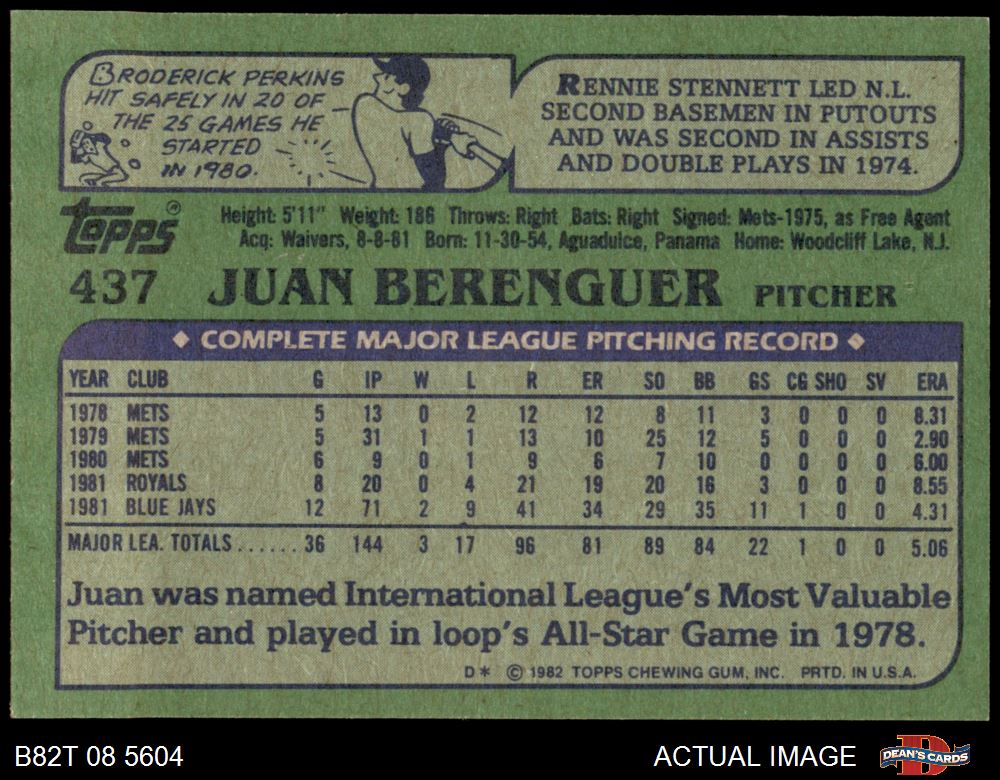 BRODERICK PERKINS
HIT SAFELY IN 20 OF
THE 25 GAMES HE
STARTED
IN 1980.
RENNIE STENNETT LED N.L.
SECOND BASEMEN IN PUTOUTS
AND WAS SECOND IN ASSISTS
AND DOUBLE PLAYS IN 1974.
topps®
Height: 5'11" Weight: 186 Throws: Right Bats: Right Signed: Mets-1975, as Free Agent
Acq: Waivers, 8-8-81 Born: 11-30-54, Aguadulce, Panama Home: Woodcliff Lake, N.J.
437 JUAN BERENGUER PITCHER
◆ COMPLETE MAJOR LEAGUE PITCHING RECORD ◆
YEAR CLUB G IP W L R ER SO BB GS CG SHO SV ERA
1978 METS 5 13 0 2 12 12 8 11 3 0 0 0 8.31
1979 METS 5 31 1 1 13 10 25 12 5 0 0 0 2.90
1980 METS 6 9 0 1 9 6 7 10 0 0 0 0 6.00
1981 ROYALS 8 20 0 4 21 19 20 16 3 0 0 0 8.55
1981 BLUE JAYS 12 71 2 9 41 34 29 35 11 1 0 0 4.31
MAJOR LEA. TOTALS ...... 36 144 3 17 96 81 89 84 22 1 0 0 5.06
Juan was named International League's Most Valuable
Pitcher and played in loop's All-Star Game in 1978.
D* © 1982 TOPPS CHEWING GUM, INC. PRTD. IN U.S.A.
B82T 08 5604
ACTUAL IMAGE
D
DEAN'S CARDS